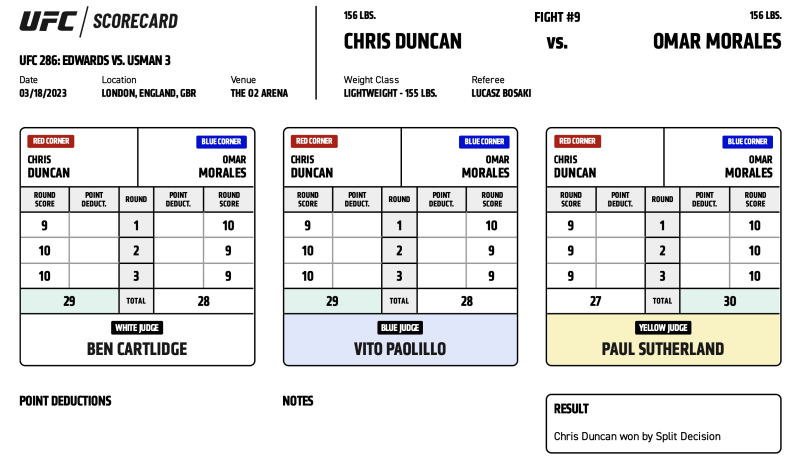 UFC / SCORECARD
UFC 286: EDWARDS VS. USMAN 3
Date Location Venue
03/18/2023 LONDON, ENGLAND, GBR THE O2 ARENA
156 LBS. FIGHT #9 156 LBS.
CHRIS DUNCAN VS. OMAR MORALES
Weight Class Referee
LIGHTWEIGHT - 155 LBS. LUCASZ BOSAKI
RED CORNER BLUE CORNER
CHRIS DUNCAN OMAR MORALES
ROUND SCORE POINT DEDUCT. ROUND POINT DEDUCT. ROUND SCORE
9 1 10
10 2 9
10 3 9
29 TOTAL 28
WHITE JUDGE
BEN CARTLIDGE
RED CORNER BLUE CORNER
CHRIS DUNCAN OMAR MORALES
ROUND SCORE POINT DEDUCT. ROUND POINT DEDUCT. ROUND SCORE
9 1 10
10 2 9
10 3 9
29 TOTAL 28
BLUE JUDGE
VITO PAOLILLO
RED CORNER BLUE CORNER
CHRIS DUNCAN OMAR MORALES
ROUND SCORE POINT DEDUCT. ROUND POINT DEDUCT. ROUND SCORE
9 1 10
9 2 10
9 3 10
27 TOTAL 30
YELLOW JUDGE
PAUL SUTHERLAND
POINT DEDUCTIONS
NOTES
RESULT
Chris Duncan won by Split Decision